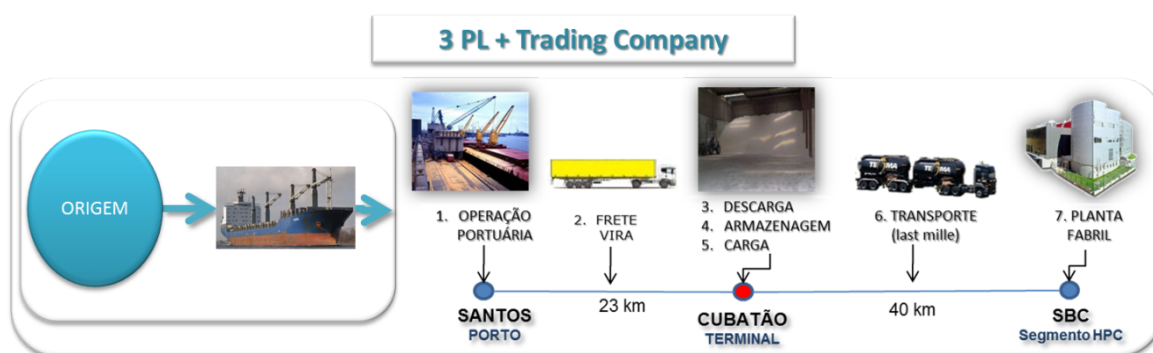 3 PL + Trading Company
ORIGEM
1. OPERAÇÃO
PORTUÁRIA
2. FRETE
VIRA
3. DESCARGA
4. ARMAZENAGEM
5. CARGA
6. TRANSPORTE
(last mille)
7. PLANTA
FABRIL
23 km
40 km
SANTOS
PORTO
CUBATÃO
TERMINAL
SBC
Segmento HPC